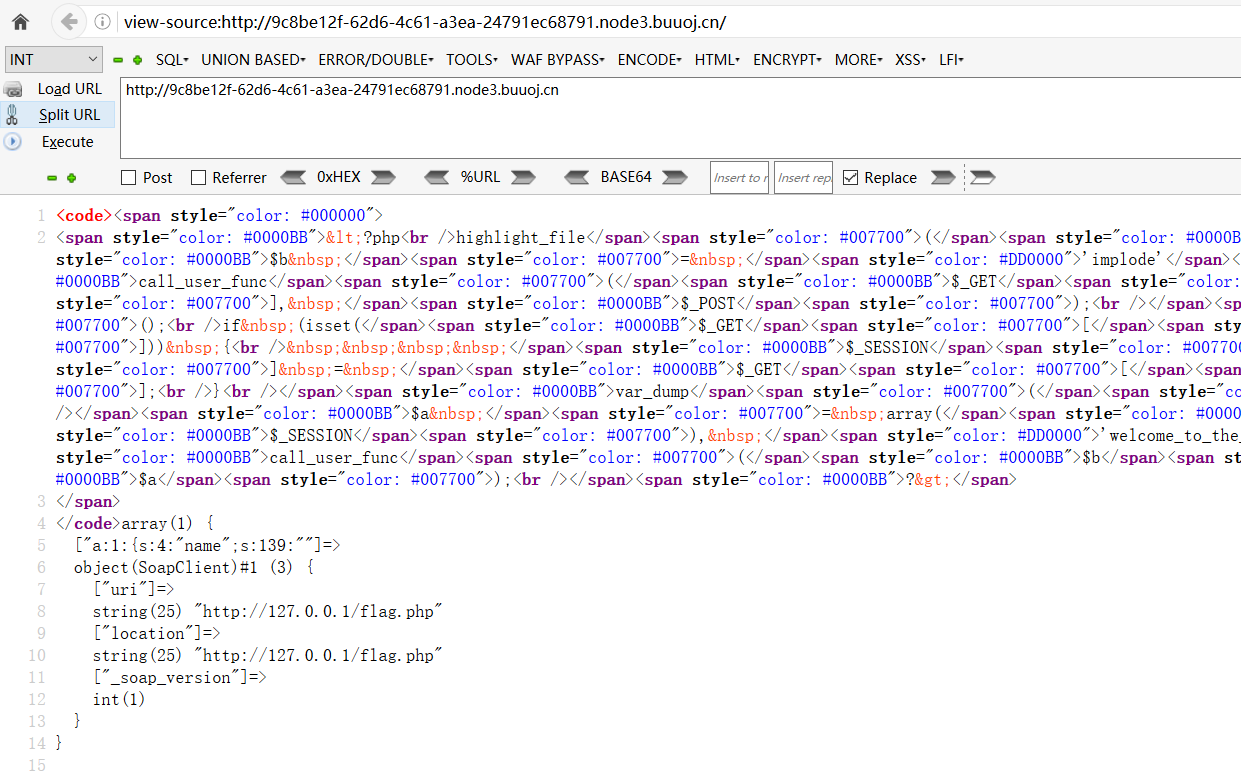 view-source:http://9c8be12f-62d6-4c61-a3ea-24791ec68791.node3.buuoj.cn/
INT SQL UNION BASED ERROR/DOUBLE TOOLS WAF BYPASS ENCODE HTML ENCRYPT MORE XSS LFI
Load URL http://9c8be12f-62d6-4c61-a3ea-24791ec68791.node3.buuoj.cn
Split URL
Execute
Post Referrer 0xHEX %URL BASE64 Insert to r Insert rep Replace
1 <code><span style="color: #000000">
2 <span style="color: #0000BB">&lt;?php<br />highlight_file</span><span style="color: #007700">(</span><span style="color: #0000B
style="color: #0000BB">$b&nbsp;</span><span style="color: #007700">=&nbsp;</span><span style="color: #DD0000">'implode'</span><
#0000BB">call_user_func</span><span style="color: #007700">(</span><span style="color: #0000BB">$_GET</span><span style="color:
style="color: #007700">],&nbsp;</span><span style="color: #0000BB">$_POST</span><span style="color: #007700">);<br /></span><sp
#007700">();<br />if&nbsp;(isset(</span><span style="color: #0000BB">$_GET</span><span style="color: #007700">[</span><span sty
#007700">]))&nbsp;{<br />&nbsp;&nbsp;&nbsp;&nbsp;</span><span style="color: #0000BB">$_SESSION</span><span style="color: #00770
style="color: #007700">]&nbsp;=&nbsp;</span><span style="color: #0000BB">$_GET</span><span style="color: #007700">[</span><span
#007700">];<br />}<br /></span><span style="color: #0000BB">var_dump</span><span style="color: #007700">(</span><span style="co
/></span><span style="color: #0000BB">$a&nbsp;</span><span style="color: #007700">=&nbsp;array(</span><span style="color: #0000
style="color: #0000BB">$_SESSION</span><span style="color: #007700">),&nbsp;</span><span style="color: #DD0000">'welcome_to_the_
style="color: #0000BB">call_user_func</span><span style="color: #007700">(</span><span style="color: #0000BB">$b</span><span st
#0000BB">$a</span><span style="color: #007700">);<br /></span><span style="color: #0000BB">?&gt;</span>
3 </span>
4 </code>array(1) {
5 ["a:1:{s:4:"name";s:139:""]=>
6 object(SoapClient)#1 (3) {
7 ["uri"]=>
8 string(25) "http://127.0.0.1/flag.php"
9 ["location"]=>
10 string(25) "http://127.0.0.1/flag.php"
11 ["_soap_version"]=>
12 int(1)
13 }
14 }
15